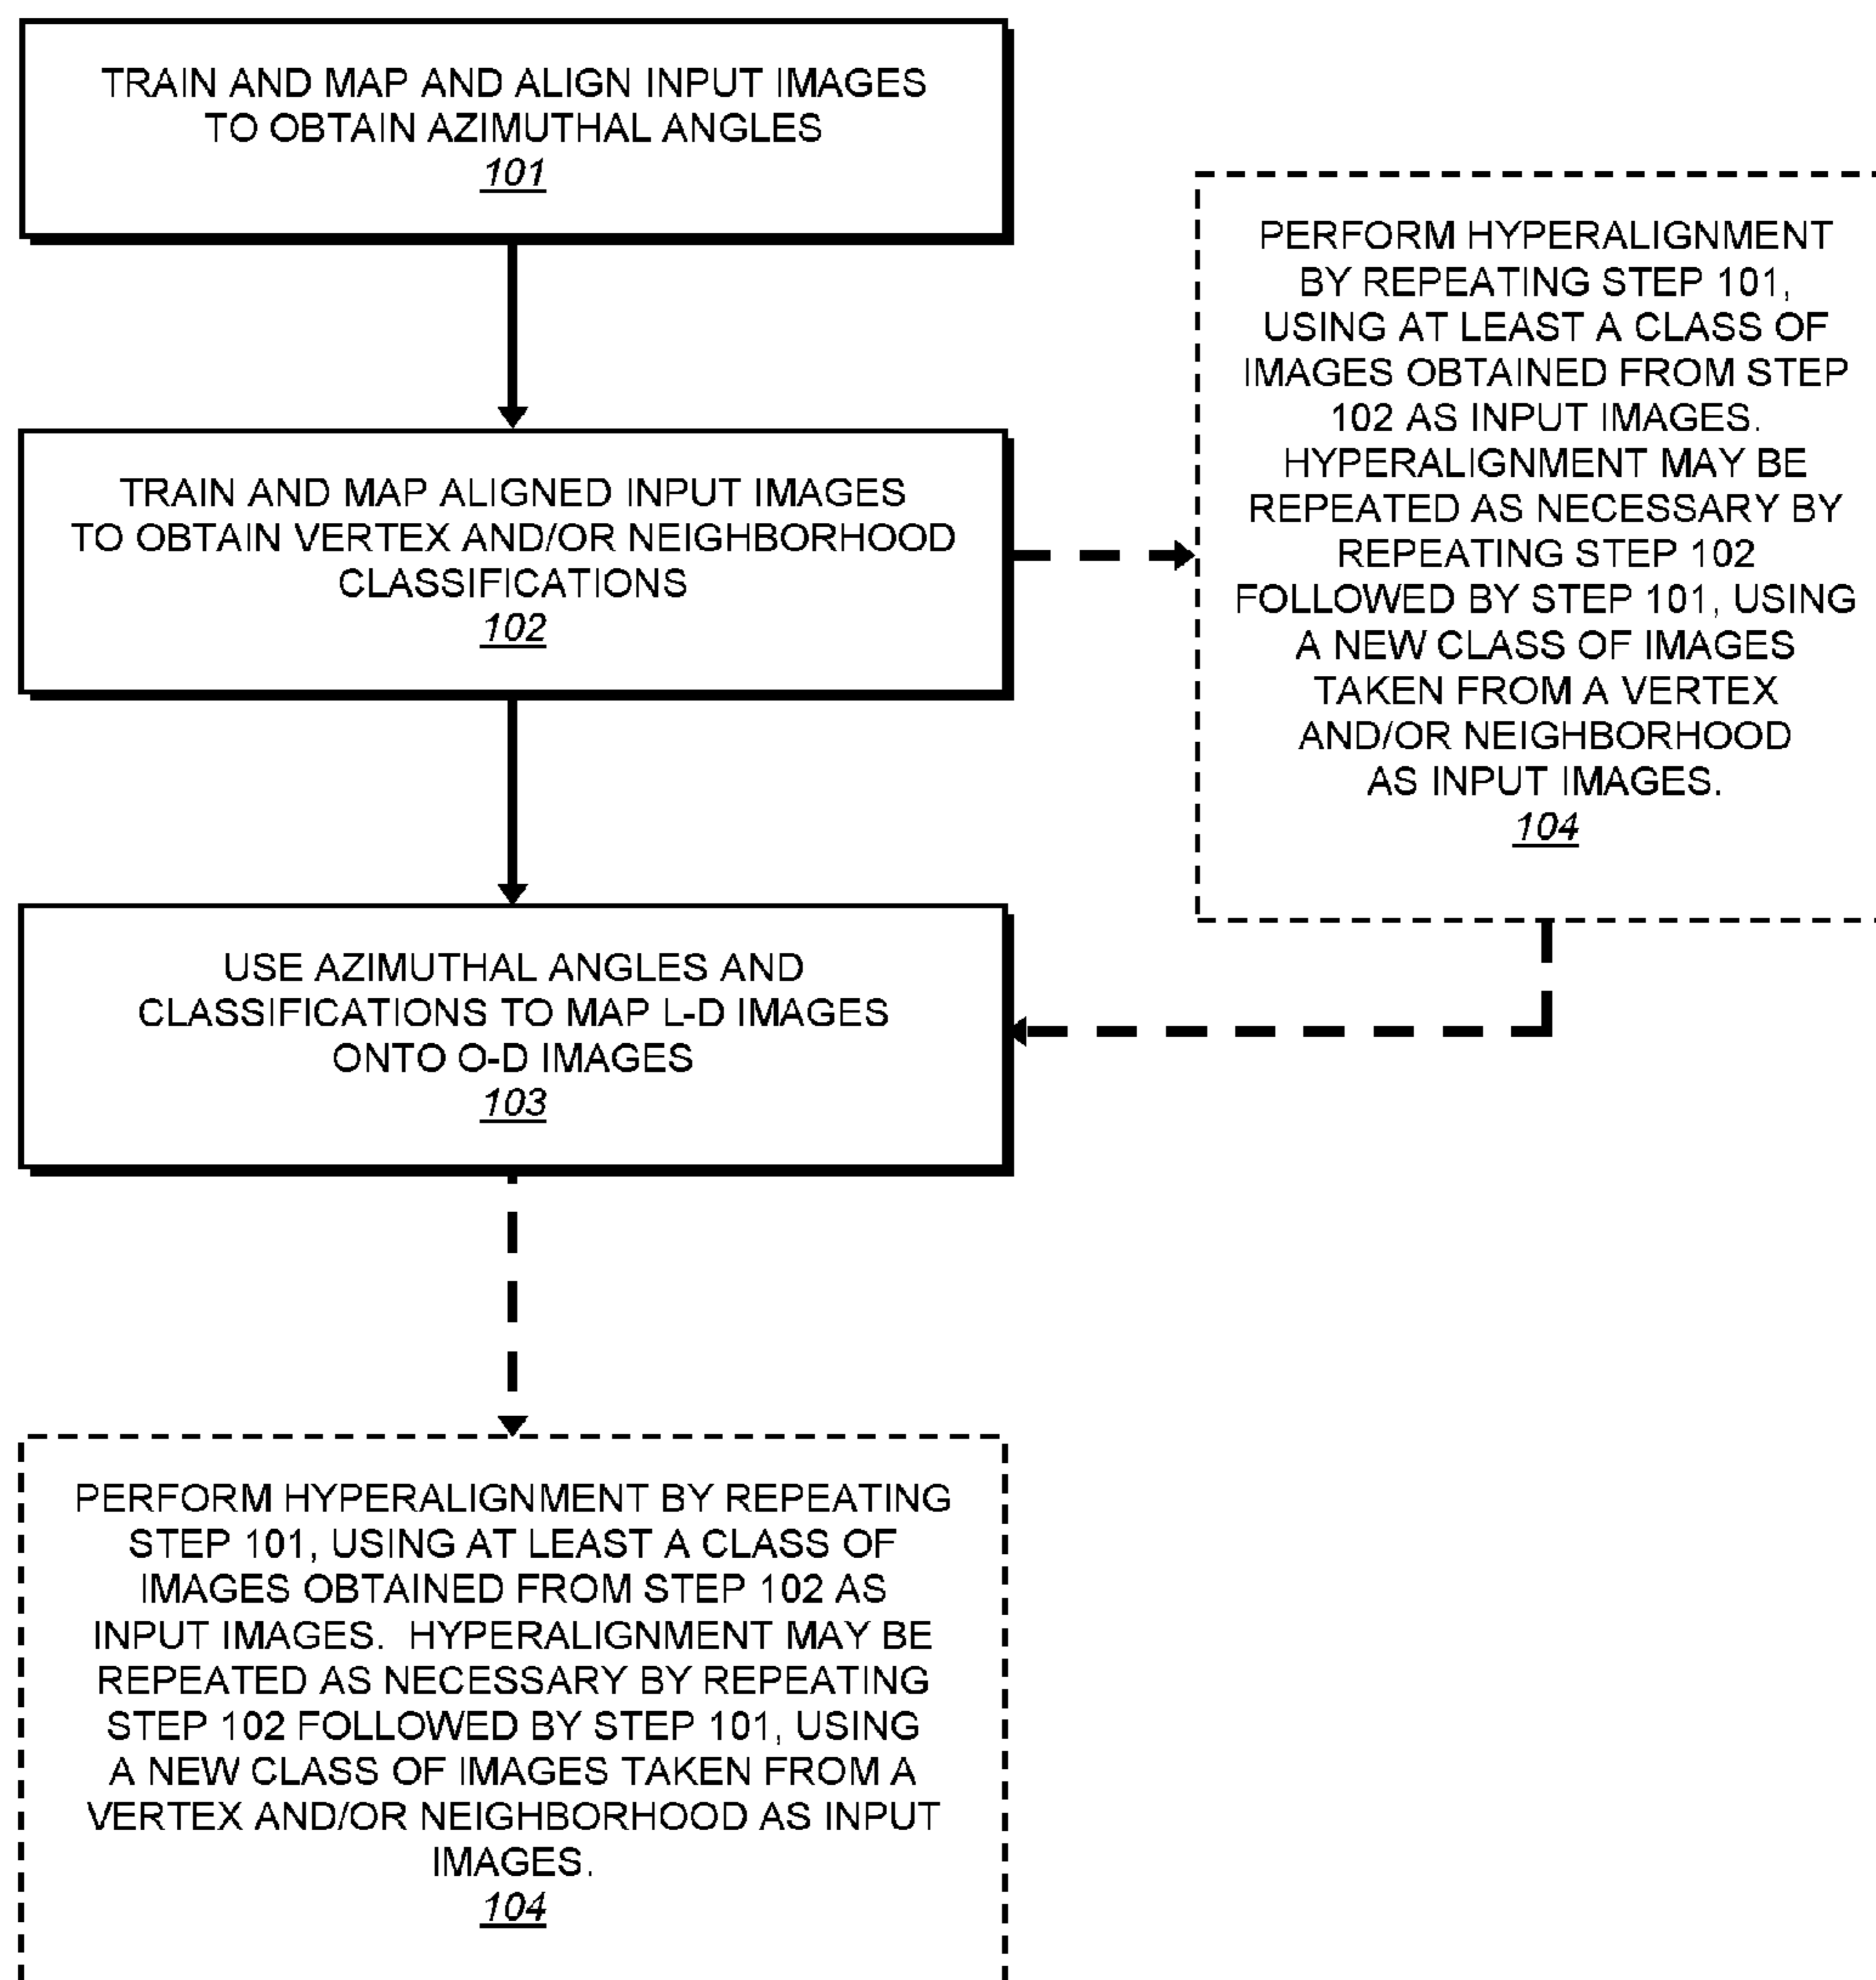 TRAIN AND MAP AND ALIGN INPUT IMAGES
TO OBTAIN AZIMUTHAL ANGLES
101
TRAIN AND MAP ALIGNED INPUT IMAGES
TO OBTAIN VERTEX AND/OR NEIGHBORHOOD
CLASSIFICATIONS
102
PERFORM HYPERALIGNMENT
BY REPEATING STEP 101,
USING AT LEAST A CLASS OF
IMAGES OBTAINED FROM STEP
102 AS INPUT IMAGES.
HYPERALIGNMENT MAY BE
REPEATED AS NECESSARY BY
REPEATING STEP 102
FOLLOWED BY STEP 101, USING
A NEW CLASS OF IMAGES
TAKEN FROM A VERTEX
AND/OR NEIGHBORHOOD
AS INPUT IMAGES.
104
USE AZIMUTHAL ANGLES AND
CLASSIFICATIONS TO MAP L-D IMAGES
ONTO O-D IMAGES
103
PERFORM HYPERALIGNMENT BY REPEATING
STEP 101, USING AT LEAST A CLASS OF
IMAGES OBTAINED FROM STEP 102 AS
INPUT IMAGES.  HYPERALIGNMENT MAY BE
REPEATED AS NECESSARY BY REPEATING
STEP 102 FOLLOWED BY STEP 101, USING
A NEW CLASS OF IMAGES TAKEN FROM A
VERTEX AND/OR NEIGHBORHOOD AS INPUT
IMAGES.
104